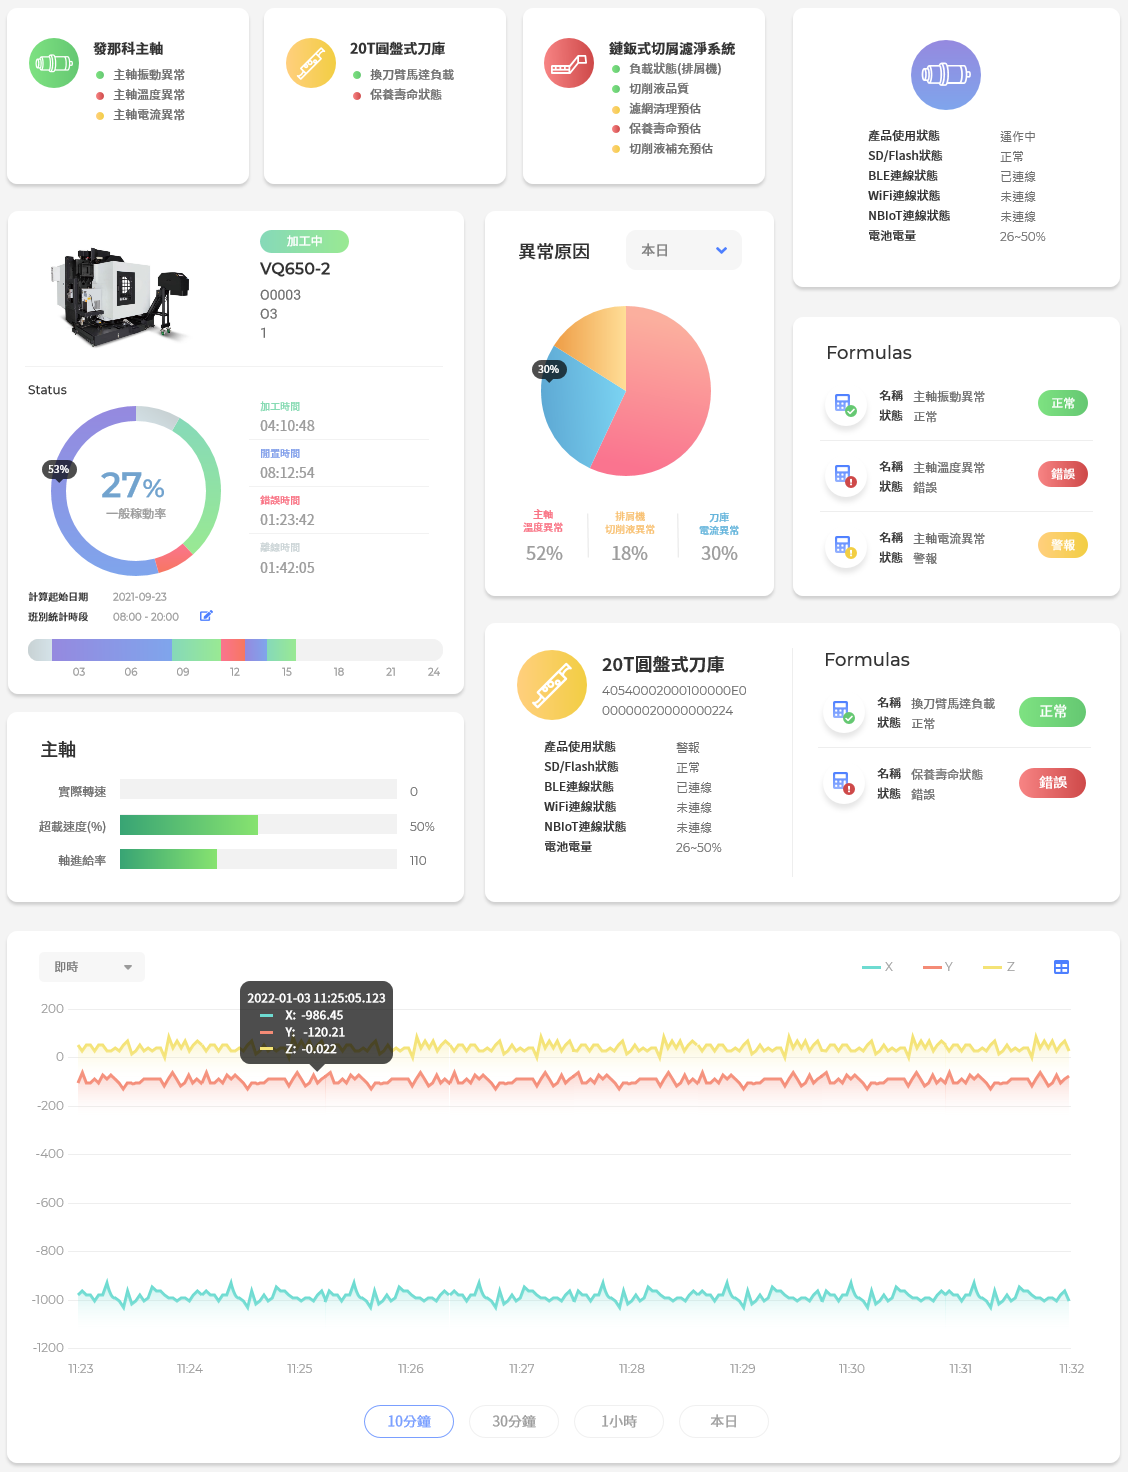 發那科主軸
主軸振動異常
主軸溫度異常
主軸電流異常
20T圓盤式刀庫
換刀臂馬達負載
保養壽命狀態
鏈鈑式切屑濾淨系統
負載狀態(排屑機)
切削液品質
濾網清理預估
保養壽命預估
切削液補充預估
產品使用狀態 運作中
SD/Flash狀態 正常
BLE連線狀態 已連線
WiFi連線狀態 未連線
NBIoT連線狀態 未連線
電池電量 26~50%
加工中
VQ650-2
O0003
O3
1
Status
53%
27%
一般稼動率
加工時間
04:10:48
閒置時間
08:12:54
錯誤時間
01:23:42
離線時間
01:42:05
計算起始日期 2021-09-23
班別統計時段 08:00 - 20:00
03 06 09 12 15 18 21 24
異常原因
本日
30%
主軸
溫度異常
52%
排屑機
切削液異常
18%
刀庫
電流異常
30%
Formulas
名稱 主軸振動異常
狀態 正常
正常
名稱 主軸溫度異常
狀態 錯誤
錯誤
名稱 主軸電流異常
狀態 警報
警報
主軸
實際轉速 0
超載速度(%) 50%
軸進給率 110
20T圓盤式刀庫
40540002000100000E0
00000020000000224
產品使用狀態 警報
SD/Flash狀態 正常
BLE連線狀態 已連線
WiFi連線狀態 未連線
NBIoT連線狀態 未連線
電池電量 26~50%
Formulas
名稱 換刀臂馬達負載
狀態 正常
正常
名稱 保養壽命狀態
狀態 錯誤
錯誤
即時
X Y Z
2022-01-03 11:25:05.123
X: -986.45
Y: -120.21
Z: -0.022
200
0
-200
-400
-600
-800
-1000
-1200
11:23 11:24 11:25 11:26 11:27 11:28 11:29 11:30 11:31 11:32
10分鐘 30分鐘 1小時 本日